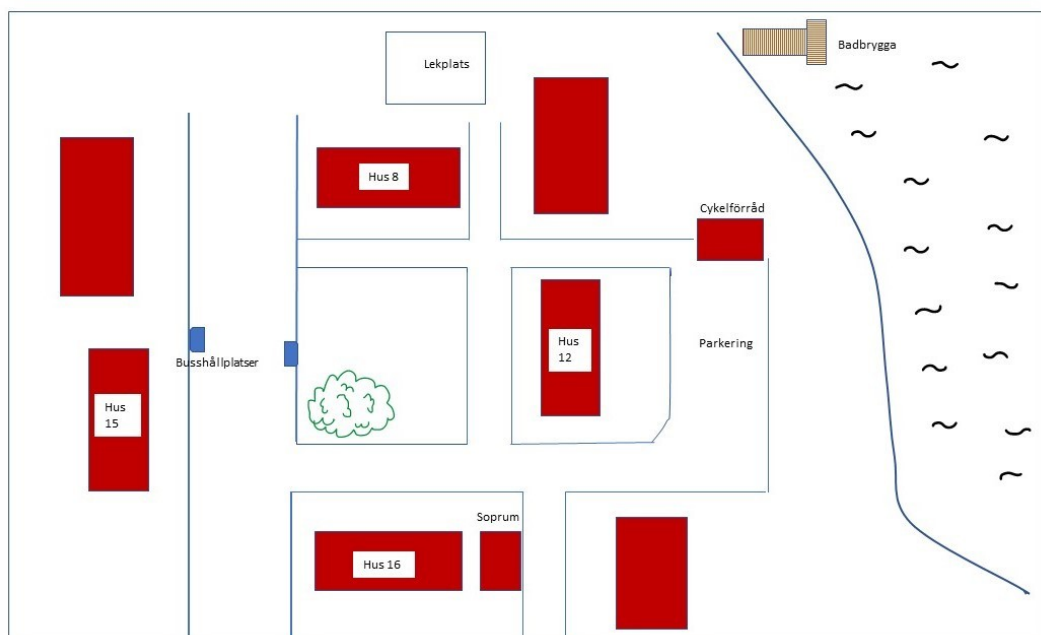 Badbrygga
Lekplats
Hus 8
Cykelförråd
Hus
12
Parkering
Busshållplatser
Hus
15
Soprum
Hus 16